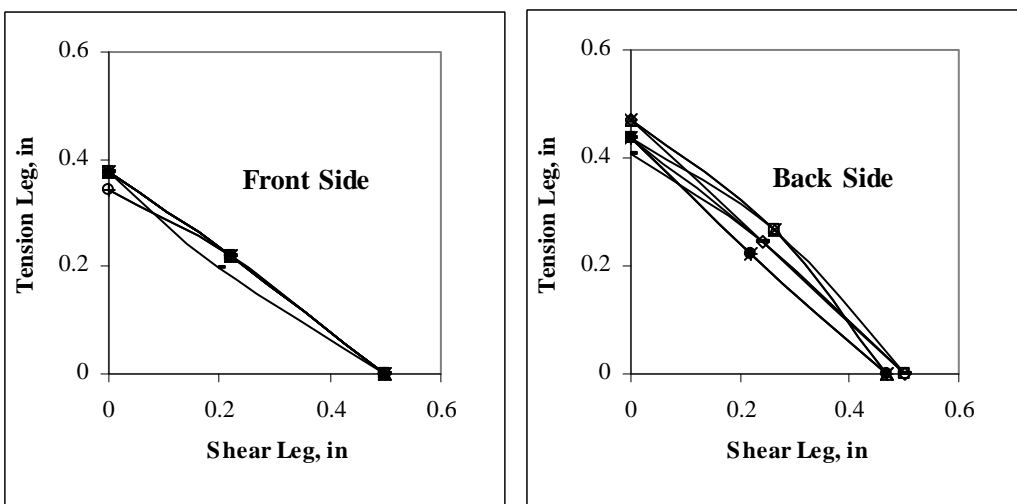 0.6
0.4
0.2
0
0 0.2 0.4 0.6
Tension Leg, in
Shear Leg, in
Front Side
0.6
0.4
0.2
0
0 0.2 0.4 0.6
Tension Leg, in
Shear Leg, in
Back Side